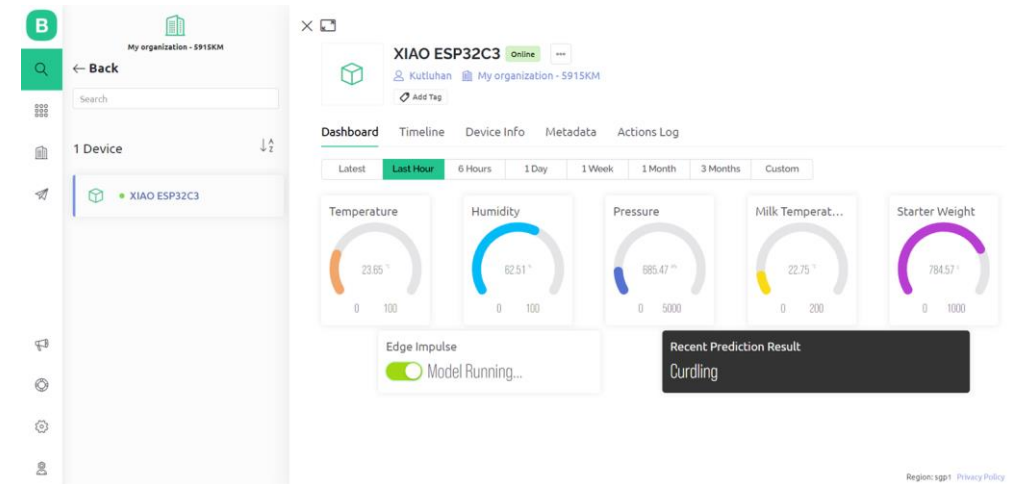 B
My organization - 5915KM
← Back
Search
1 Device
XIAO ESP32C3
XIAO ESP32C3 Online
Kutluhan My organization - 5915KM
Add Tag
Dashboard Timeline Device Info Metadata Actions Log
Latest Last Hour 6 Hours 1 Day 1 Week 1 Month 3 Months Custom
Temperature Humidity Pressure Milk Temperat... Starter Weight
23.65 62.51 685.47 22.75 784.57
0 100 0 100 0 5000 0 200 0 1000
Edge Impulse
Model Running...
Recent Prediction Result
Curdling
Region: sgp1 Privacy Policy